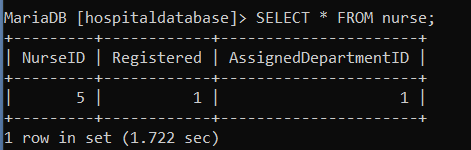 MariaDB [hospitaldatabase]> SELECT * FROM nurse;
+---------+------------+----------------------+
| NurseID | Registered | AssignedDepartmentID |
+---------+------------+----------------------+
|       5 |          1 |                    1 |
+---------+------------+----------------------+
1 row in set (1.722 sec)